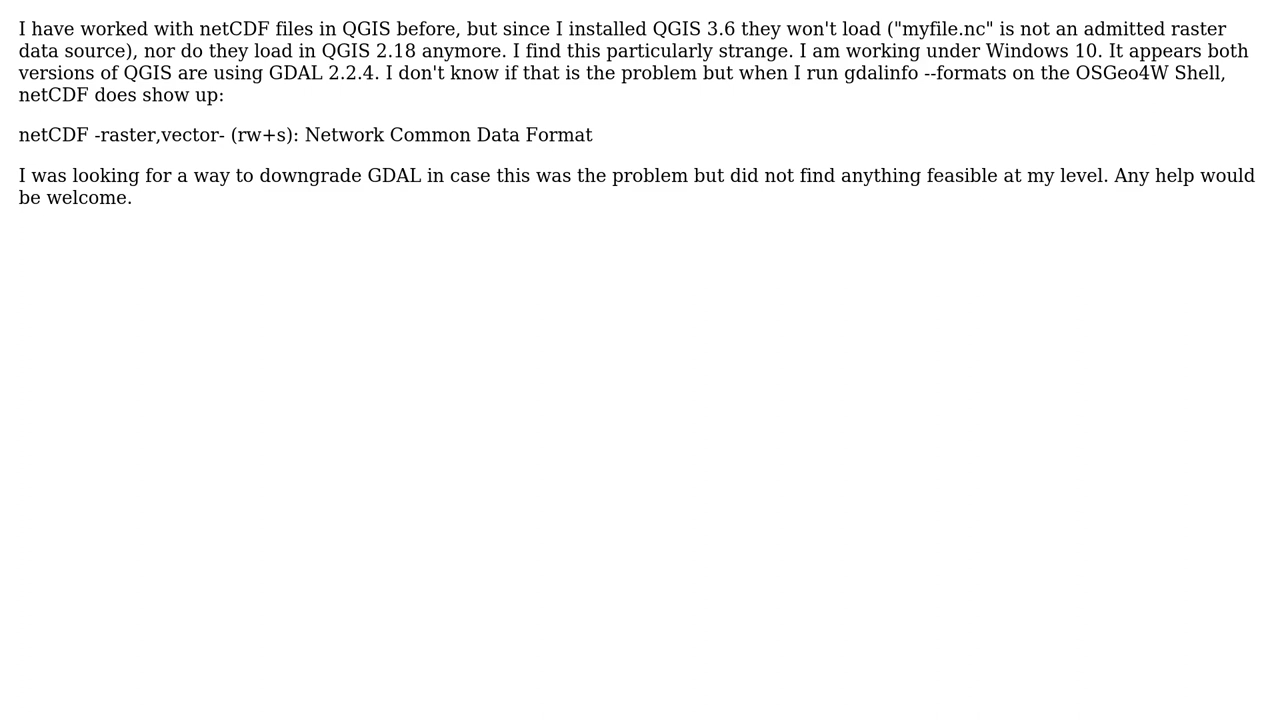 I have worked with netCDF files in QGIS before, but since I installed QGIS 3.6 they won't load ("myfile.nc" is not an admitted raster
data source), nor do they load in QGIS 2.18 anymore. I find this particularly strange. I am working under Windows 10. It appears both
versions of QGIS are using GDAL 2.2.4. I don't know if that is the problem but when I run gdalinfo --formats on the OSGeo4W Shell,
netCDF does show up:
netCDF -raster,vector- (rw+s): Network Common Data Format
I was looking for a way to downgrade GDAL in case this was the problem but did not find anything feasible at my level. Any help would
be welcome.